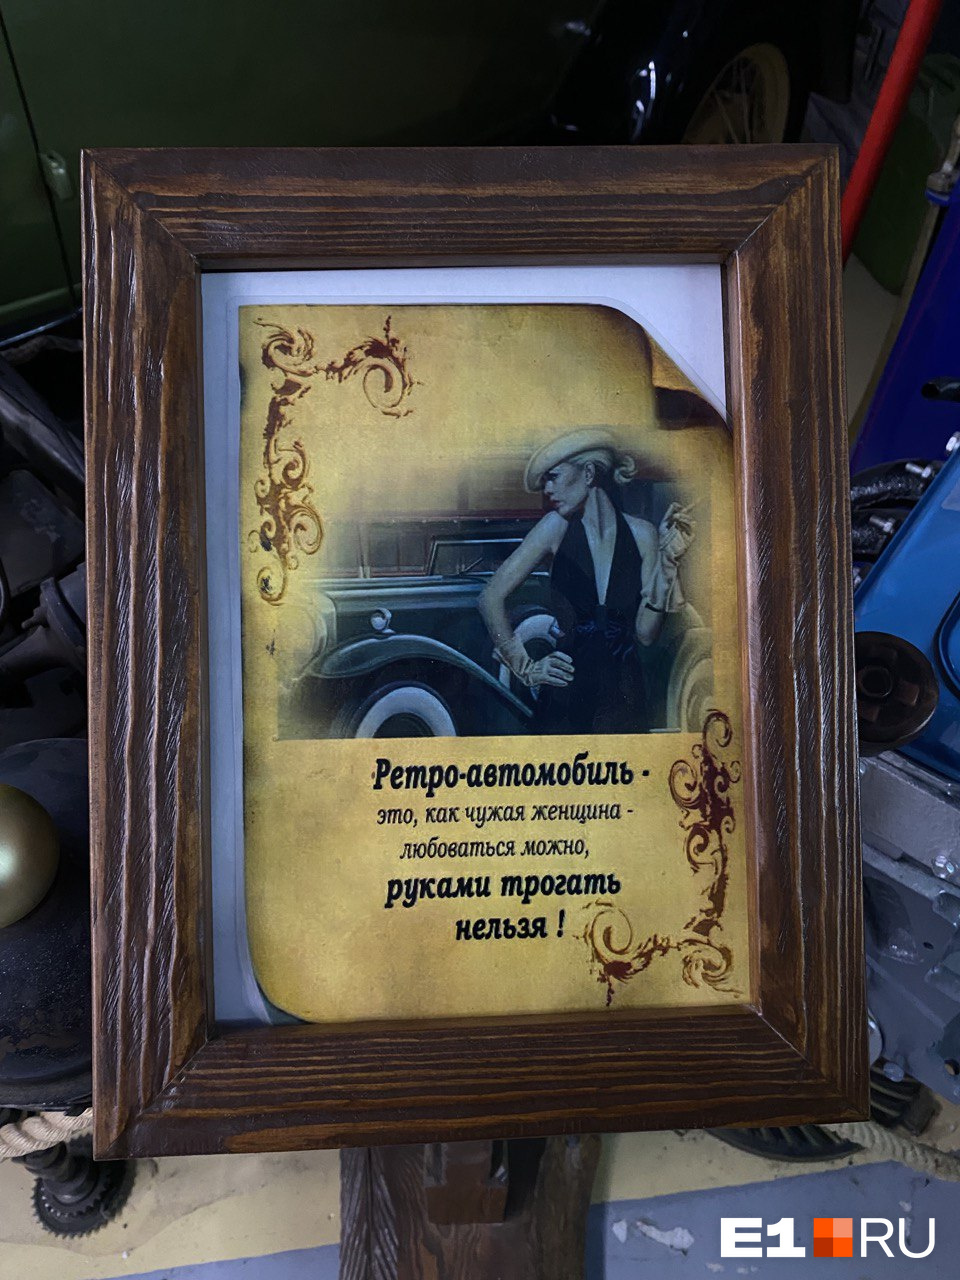 Ретро-автомобиль -
это, как чужая женщина -
любоваться можно,
руками трогать
нельзя !
E1 RU